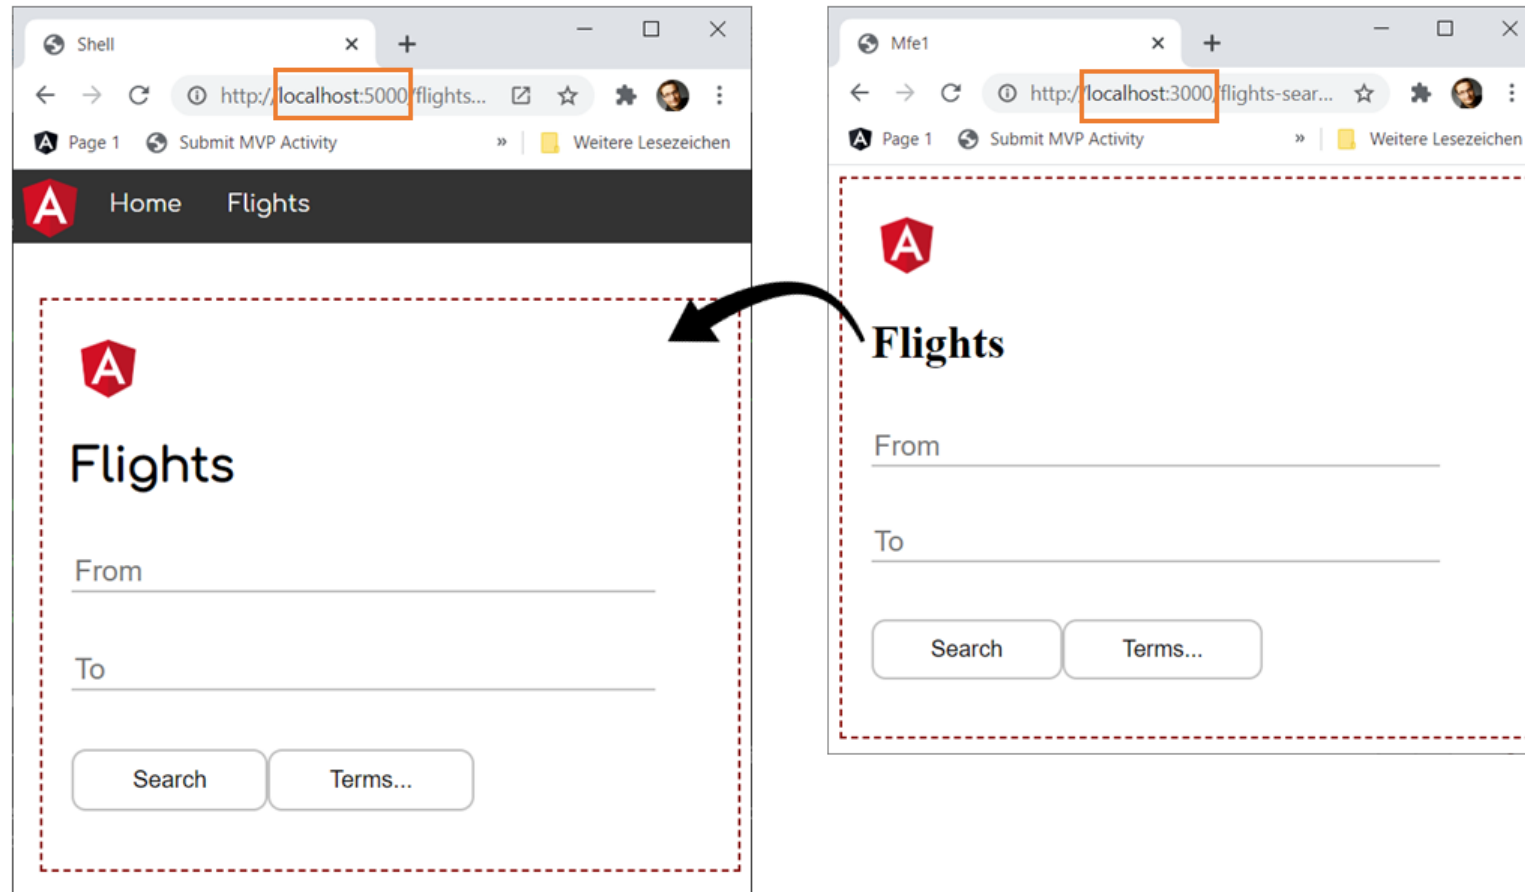 Shell
http://localhost:5000/flights...
Page 1 Submit MVP Activity » Weitere Lesezeichen
Home Flights
Flights
From
To
Search Terms...
Mfe1
http://localhost:3000/flights-sear...
Page 1 Submit MVP Activity » Weitere Lesezeichen
Flights
From
To
Search Terms...